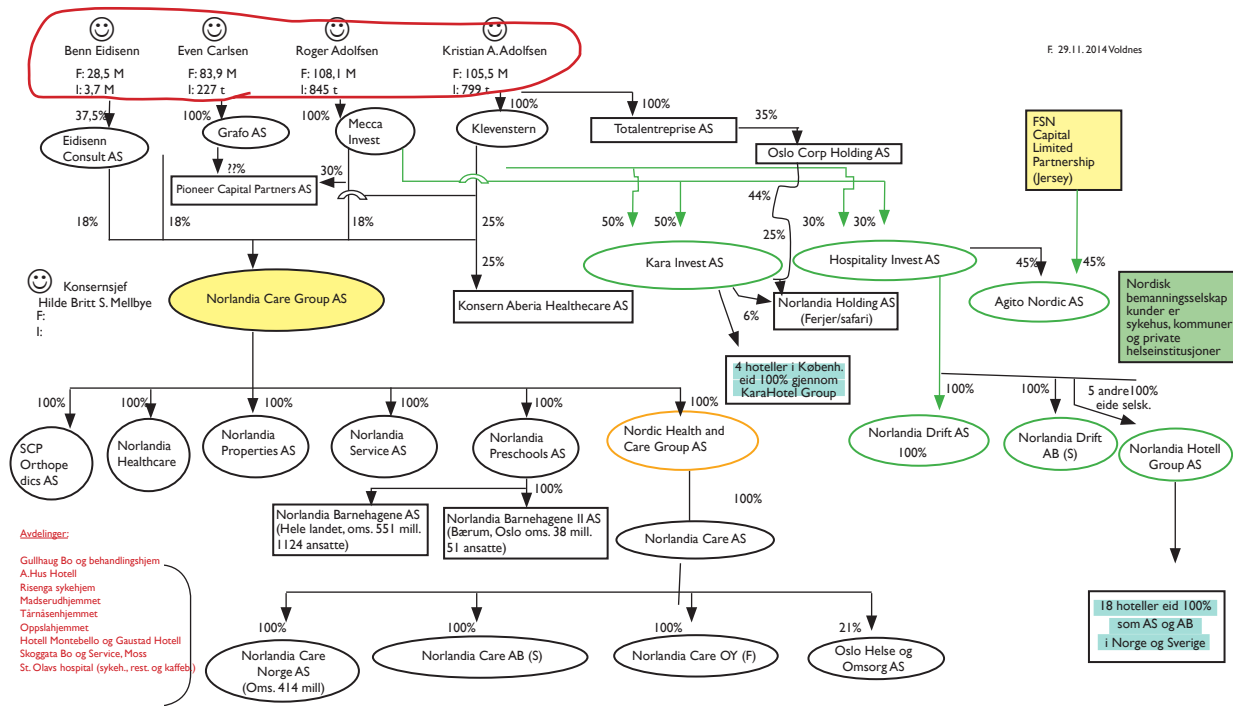 Benn Eidisenn
F: 28,5 M
I: 3,7 M
Even Carlsen
F: 83,9 M
I: 227 t
Roger Adolfsen
F: 108,1 M
I: 845 t
Kristian A. Adolfsen
F: 105,5 M
I: 799 t
F. 29.11. 2014 Voldnes
37,5%
100%
100%
100%
100%
Eidisenn
Consult AS
Grafo AS
Mecca
Invest
Klevenstern
Totalentreprise AS
35%
Oslo Corp Holding AS
FSN
Capital
Limited
Partnership
(Jersey)
??%
30%
Pioneer Capital Partners AS
44%
18%
18%
18%
25%
50%
50%
25%
30%
30%
25%
45%
45%
Konsernsjef
Hilde Britt S. Mellbye
F:
I:
Norlandia Care Group AS
Konsern Aberia Healthcare AS
Kara Invest AS
Hospitality Invest AS
6%
Norlandia Holding AS
(Ferjer/safari)
Agito Nordic AS
Nordisk
bemanningsselskap
kunder er
sykehus, kommuner
og private
helseinstitusjoner
4 hoteller i Københ.
eid 100% gjennom
KaraHotel Group
100%
100%
100%
100%
100%
100%
100%
100%
5 andre100%
eide selsk.
SCP
Orthope
dics AS
Norlandia
Healthcare
Norlandia
Properties AS
Norlandia
Service AS
Norlandia
Preschools AS
Nordic Health and
Care Group AS
Norlandia Drift AS
100%
Norlandia Drift
AB (S)
Norlandia Hotell
Group AS
100%
100%
100%
Norlandia Barnehagene AS
(Hele landet, oms. 551 mill.
1124 ansatte)
Norlandia Barnehagene II AS
(Bærum, Oslo oms. 38 mill.
51 ansatte)
Norlandia Care AS
Avdelinger:
Gullhaug Bo og behandlingshjem
A.Hus Hotell
Risenga sykehjem
Madserudhjemmet
Tårnåsenhjemmet
Oppslahjemmet
Hotell Montebello og Gaustad Hotell
Skoggata Bo og Service, Moss
St. Olavs hospital (sykeh., rest. og kaffeb.)
100%
100%
100%
21%
Norlandia Care
Norge AS
(Oms. 414 mill)
Norlandia Care AB (S)
Norlandia Care OY (F)
Oslo Helse og
Omsorg AS
18 hoteller eid 100%
som AS og AB
i Norge og Sverige